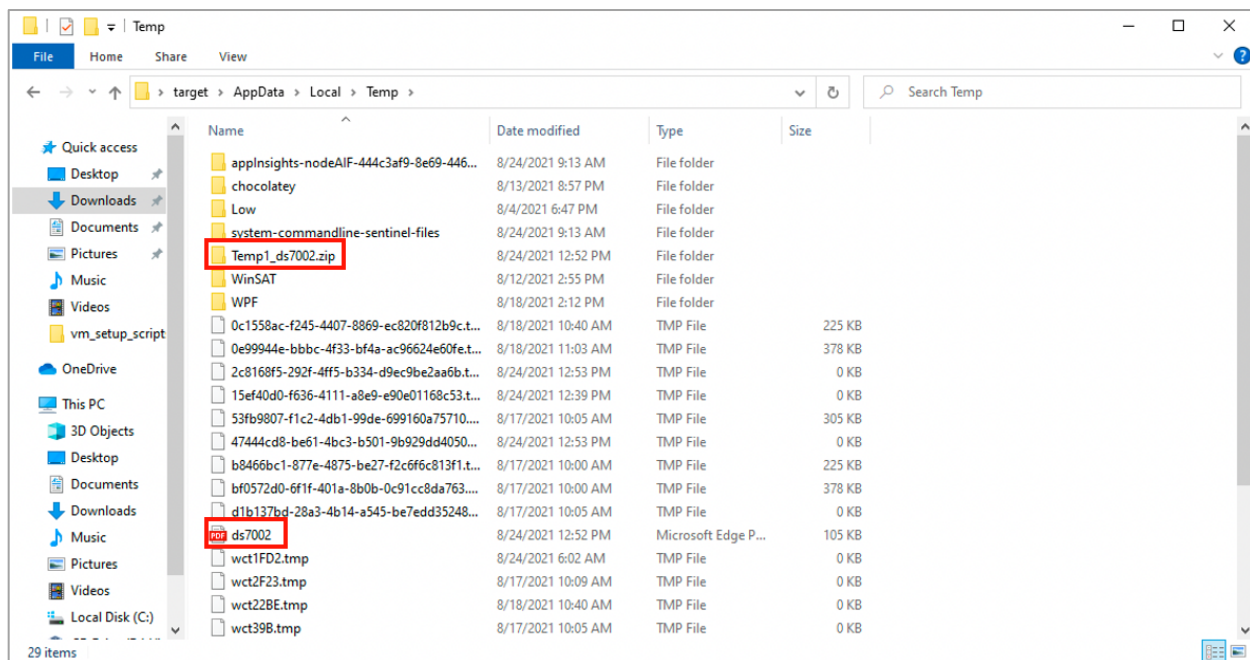 Temp
File Home Share View
target AppData Local Temp Search Temp
Name Date modified Type Size
Quick access
Desktop
Downloads
Documents
Pictures
Music
Videos
vm_setup_script
OneDrive
This PC
3D Objects
Desktop
Documents
Downloads
Music
Pictures
Videos
Local Disk (C:)
appInsights-nodeAIF-444c3af9-8e69-446... 8/24/2021 9:13 AM File folder
chocolatey 8/13/2021 8:57 PM File folder
Low 8/4/2021 6:47 PM File folder
system-commandline-sentinel-files 8/24/2021 9:13 AM File folder
Temp1_ds7002.zip 8/24/2021 12:52 PM File folder
WinSAT 8/12/2021 2:55 PM File folder
WPF 8/18/2021 2:12 PM File folder
0c1558ac-f245-4407-8869-ec820f812b9c.t... 8/18/2021 10:40 AM TMP File 225 KB
0e99944e-bbbc-4f33-bf4a-ac96624e60fe.t... 8/18/2021 11:03 AM TMP File 378 KB
2c8168f5-292f-4ff5-b334-d9ec9be2aa6b.t... 8/24/2021 12:53 PM TMP File 0 KB
15ef40d0-f636-4111-a8e9-e90e01168c53.t... 8/24/2021 12:39 PM TMP File 0 KB
53fb9807-f1c2-4db1-99de-699160a75710.... 8/17/2021 10:05 AM TMP File 305 KB
47444cd8-be61-4bc3-b501-9b929dd4050... 8/24/2021 12:53 PM TMP File 0 KB
b8466bc1-877e-4875-be27-f2c6f6c813f1.t... 8/17/2021 10:00 AM TMP File 225 KB
bf0572d0-6f1f-401a-8b0b-0c91cc8da763.... 8/17/2021 10:00 AM TMP File 378 KB
d1b137bd-28a3-4b14-a545-be7edd35248... 8/17/2021 10:05 AM TMP File 0 KB
PDF ds7002 8/24/2021 12:52 PM Microsoft Edge P... 105 KB
wct1FD2.tmp 8/24/2021 6:02 AM TMP File 0 KB
wct2F23.tmp 8/17/2021 10:09 AM TMP File 0 KB
wct22BE.tmp 8/18/2021 10:40 AM TMP File 0 KB
wct39B.tmp 8/17/2021 10:05 AM TMP File 0 KB
29 items